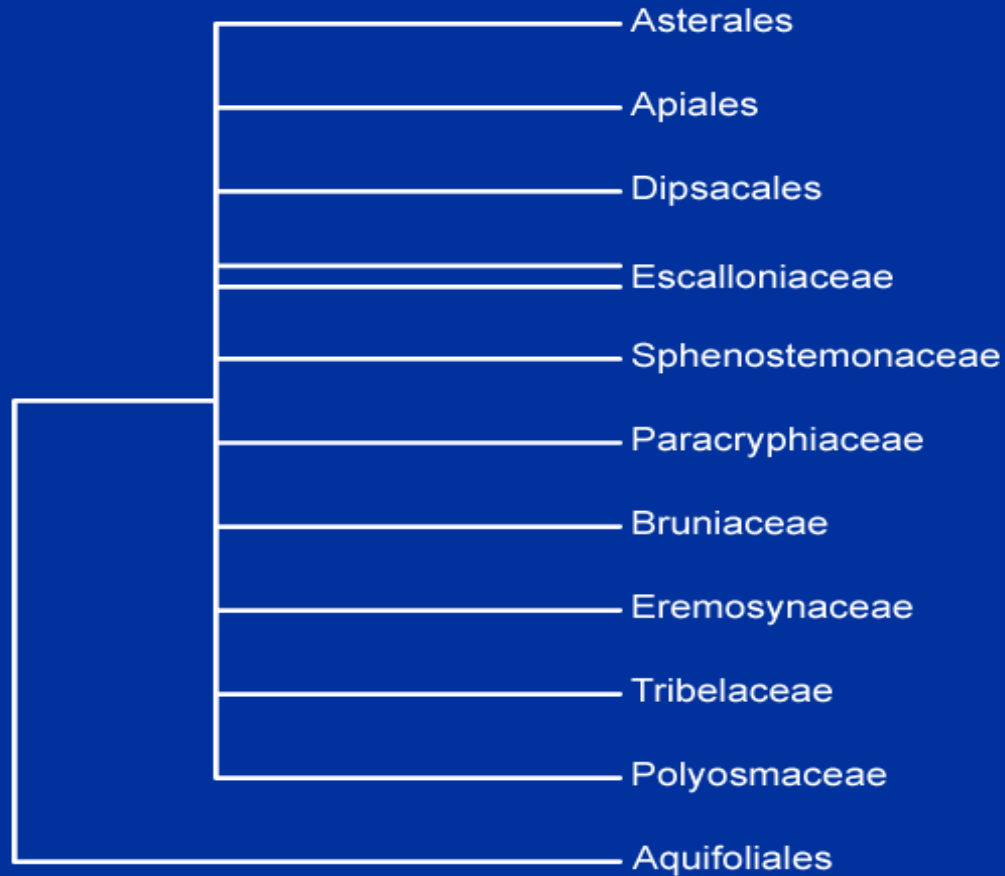 Asterales
Apiales
Dipsacales
Escalloniaceae
Sphenostemonaceae
Paracryphiaceae
Bruniaceae
Eremosynaceae
Tribelaceae
Polyosmaceae
Aquifoliales